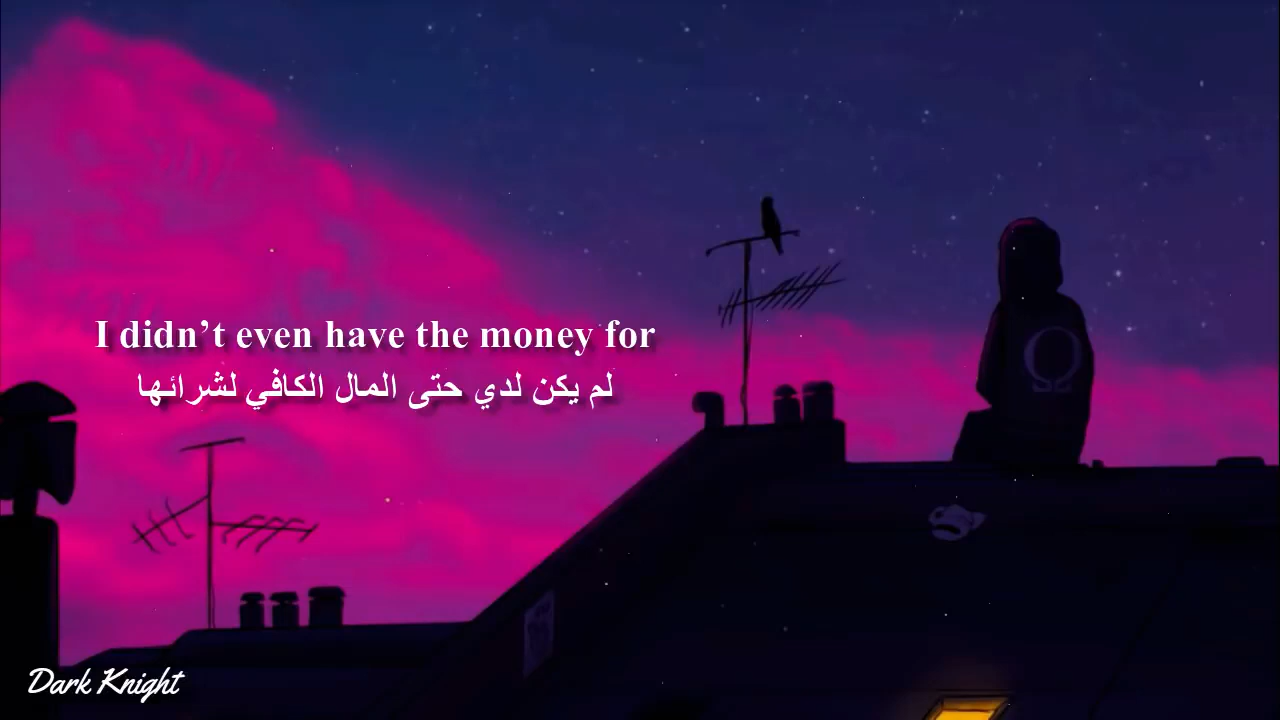 I didn’t even have the money for
لم يكن لدي حتى المال الكافي لشرائها
Ω
Dark Knight